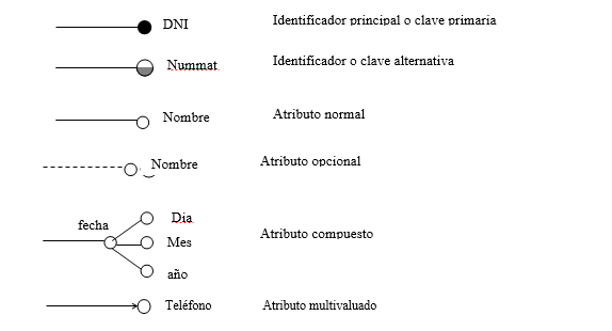 DNI Identificador principal o clave primaria
Nummat Identificador o clave alternativa
Nombre Atributo normal
Nombre Atributo opcional
fecha Dia
Mes Atributo compuesto
año
Teléfono Atributo multivaluado